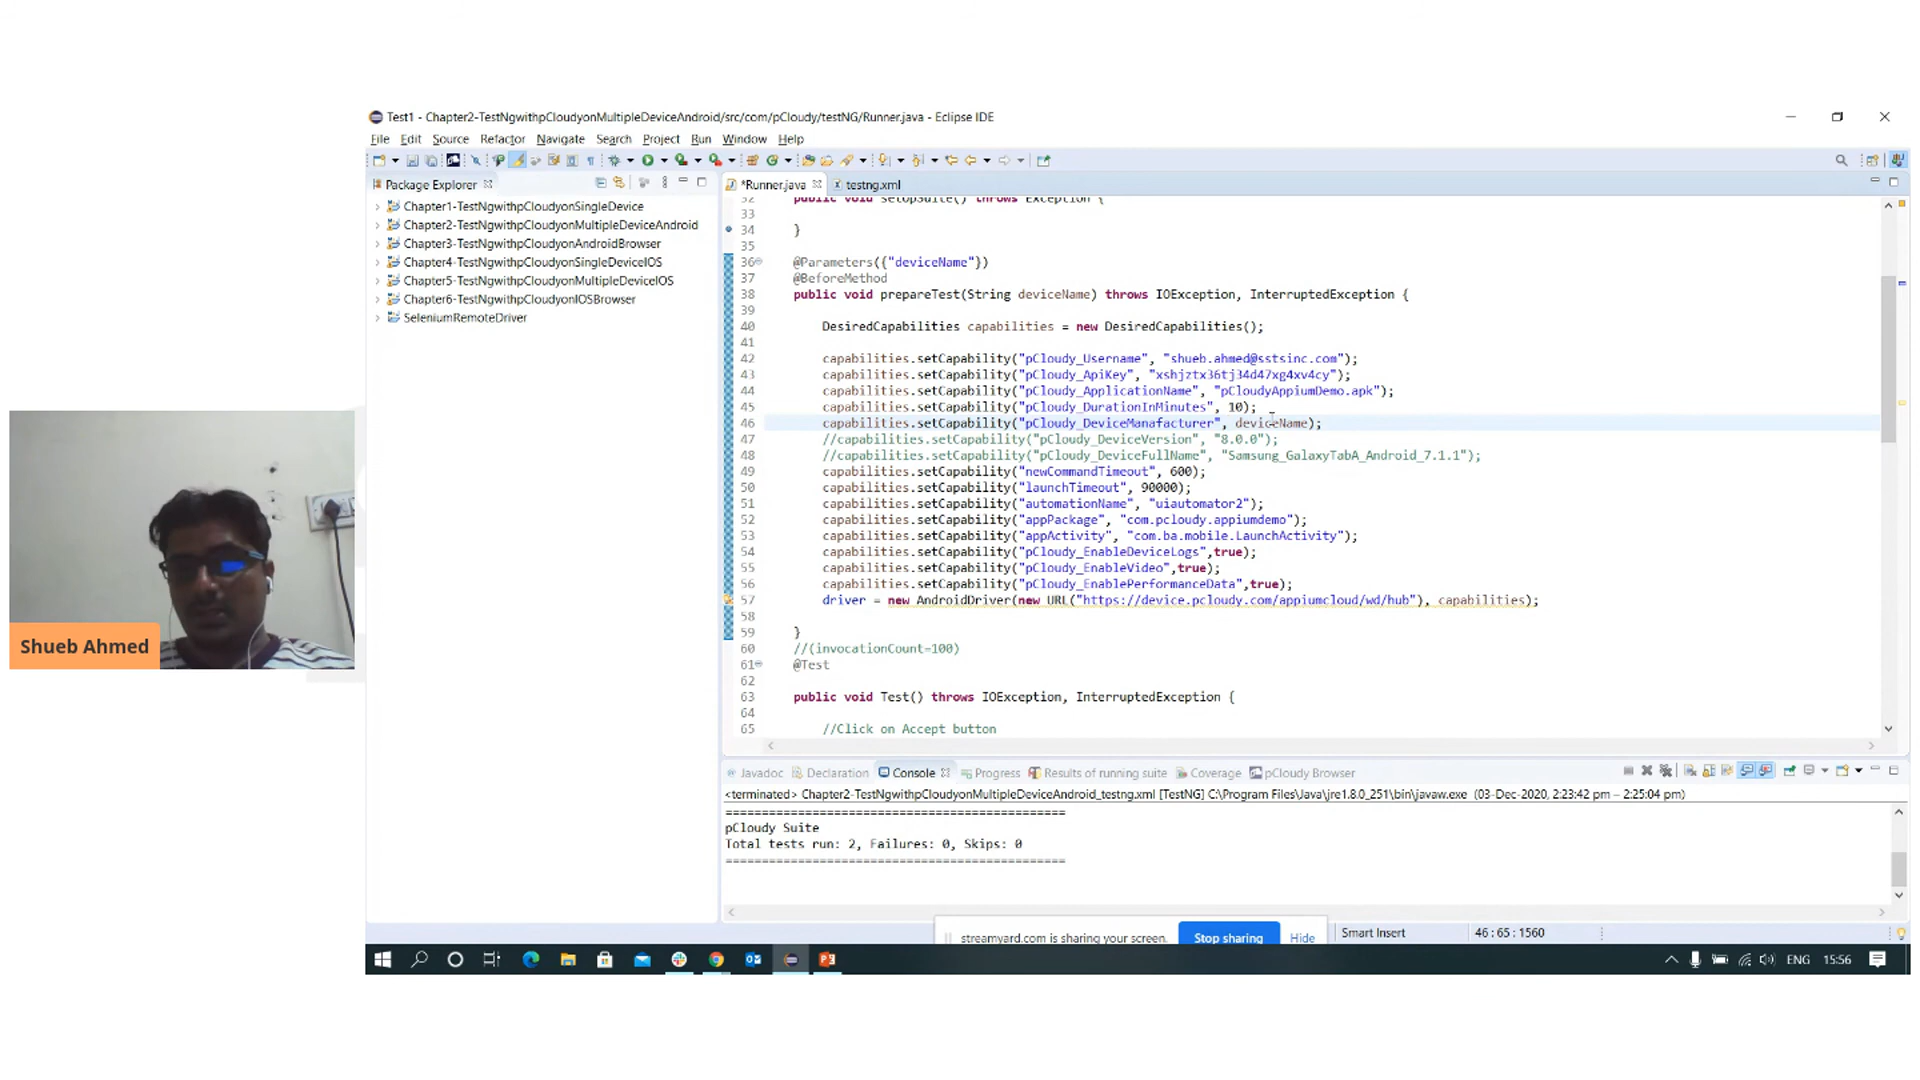 Test1 - Chapter2-TestNgwithpCloudyonMultipleDeviceAndroid/src/com/pCloudy/testNG/Runner.java - Eclipse IDE
File Edit Source Refactor Navigate Search Project Run Window Help
Package Explorer
*Runner.java testng.xml
Chapter1-TestNgwithpCloudyonSingleDevice
Chapter2-TestNgwithpCloudyonMultipleDeviceAndroid
Chapter3-TestNgwithpCloudyonAndroidBrowser
Chapter4-TestNgwithpCloudyonSingleDeviceIOS
Chapter5-TestNgwithpCloudyonMultipleDeviceIOS
Chapter6-TestNgwithpCloudyonIOSBrowser
SeleniumRemoteDriver
32 public void setUpSuite() throws Exception {
33
34 }
35
36 @Parameters({"deviceName"})
37 @BeforeMethod
38 public void prepareTest(String deviceName) throws IOException, InterruptedException {
39
40 DesiredCapabilities capabilities = new DesiredCapabilities();
41
42 capabilities.setCapability("pCloudy_Username", "shueb.ahmed@sstsinc.com");
43 capabilities.setCapability("pCloudy_ApiKey", "xshjztx36tj34d47xg4xv4cy");
44 capabilities.setCapability("pCloudy_ApplicationName", "pCloudyAppiumDemo.apk");
45 capabilities.setCapability("pCloudy_DurationInMinutes", 10);
46 capabilities.setCapability("pCloudy_DeviceManafacturer", deviceName);
47 //capabilities.setCapability("pCloudy_DeviceVersion", "8.0.0");
48 //capabilities.setCapability("pCloudy_DeviceFullName", "Samsung_GalaxyTabA_Android_7.1.1");
49 capabilities.setCapability("newCommandTimeout", 600);
50 capabilities.setCapability("launchTimeout", 90000);
51 capabilities.setCapability("automationName", "uiautomator2");
52 capabilities.setCapability("appPackage", "com.pcloudy.appiumdemo");
53 capabilities.setCapability("appActivity", "com.ba.mobile.LaunchActivity");
54 capabilities.setCapability("pCloudy_EnableDeviceLogs",true);
55 capabilities.setCapability("pCloudy_EnableVideo",true);
56 capabilities.setCapability("pCloudy_EnablePerformanceData",true);
57 driver = new AndroidDriver(new URL("https://device.pcloudy.com/appiumcloud/wd/hub"), capabilities);
58
59 }
60 //(invocationCount=100)
61 @Test
62
63 public void Test() throws IOException, InterruptedException {
64
65 //Click on Accept button
Shueb Ahmed
Javadoc Declaration Console Progress Results of running suite Coverage pCloudy Browser
<terminated> Chapter2-TestNgwithpCloudyonMultipleDeviceAndroid_testng.xml [TestNG] C:\Program Files\Java\jre1.8.0_251\bin\javaw.exe (03-Dec-2020, 2:23:42 pm – 2:25:04 pm)
===============================================
pCloudy Suite
Total tests run: 2, Failures: 0, Skips: 0
===============================================
streamyard.com is sharing your screen. Stop sharing Hide
Smart Insert 46 : 65 : 1560
ENG 15:56